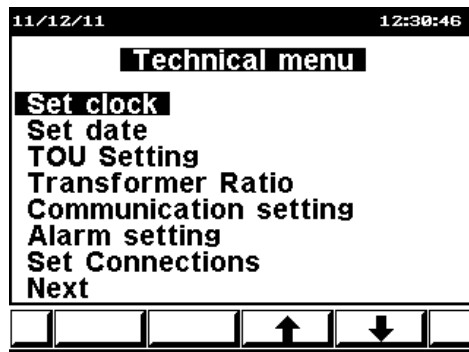 11/12/11 12:30:46
Technical menu
Set clock
Set date
TOU Setting
Transformer Ratio
Communication setting
Alarm setting
Set Connections
Next